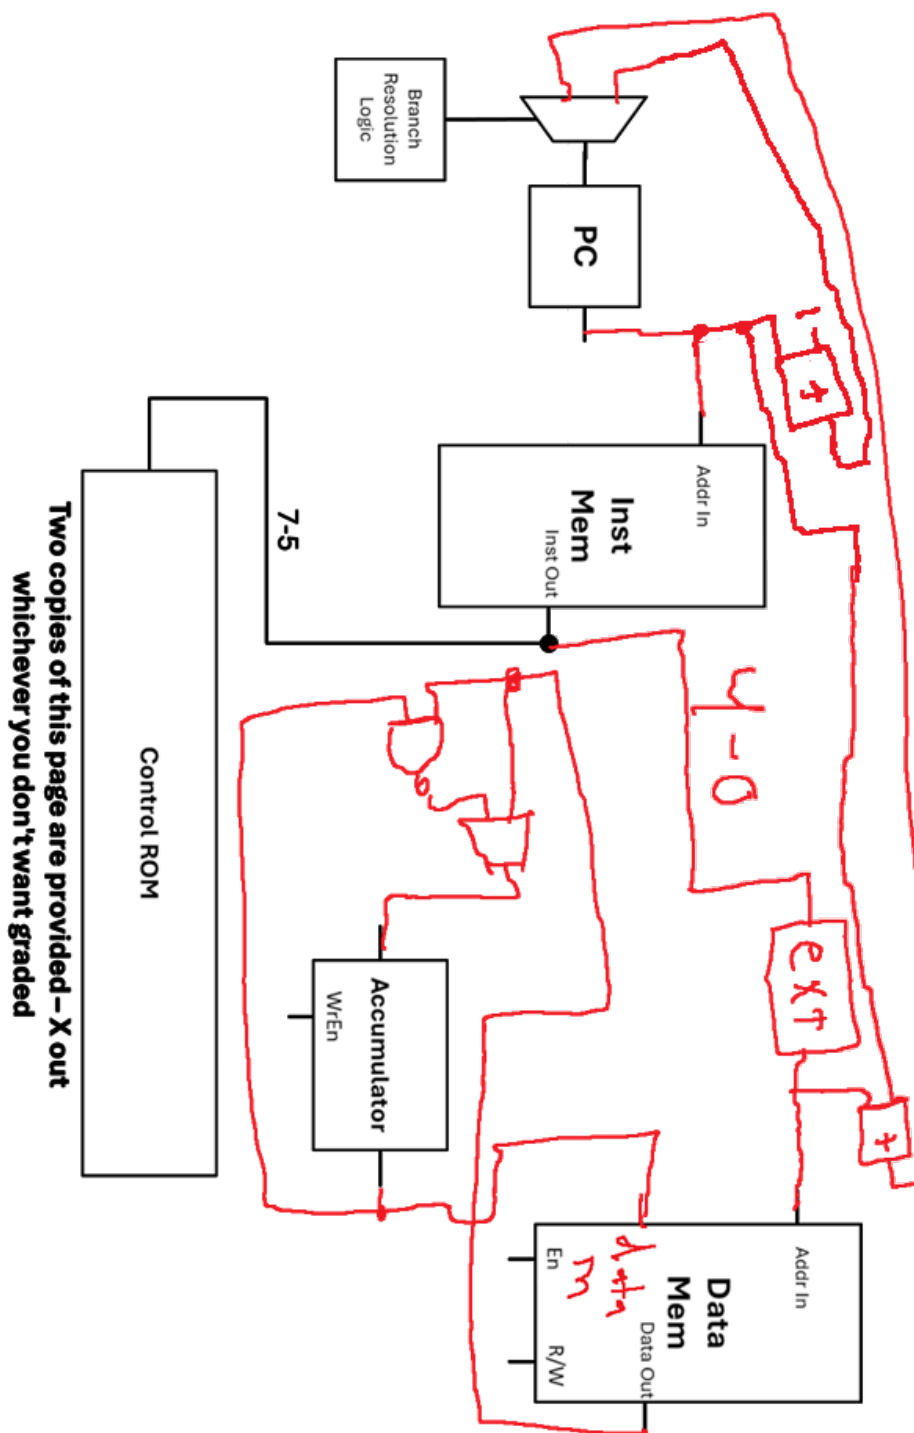 Branch
Resolution
Logic
PC
1
+
Addr In
Inst
Mem
Inst Out
7-5
4-0
ext
+
Control ROM
Accumulator
WrEn
Addr In
Data
Mem
Data Out
data
in
En
R/W
Two copies of this page are provided – X out
whichever you don't want graded